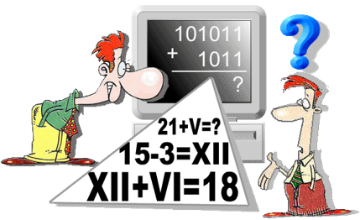 101011
+ 1011
?
?
21+V=?
15-3=XII
XII+VI=18